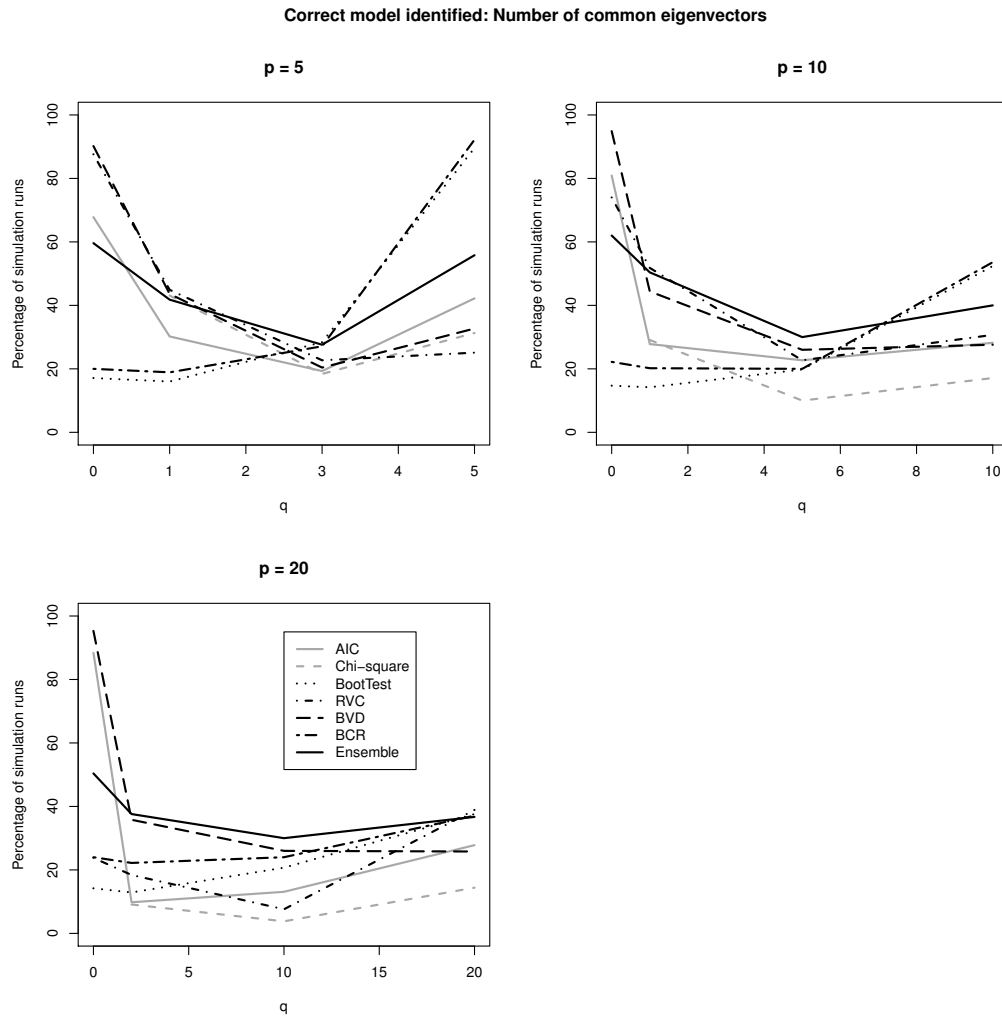 Correct model identified: Number of common eigenvectors
p = 5
Percentage of simulation runs
0 20 40 60 80 100
0 1 2 3 4 5
q
p = 10
Percentage of simulation runs
0 20 40 60 80 100
0 2 4 6 8 10
q
p = 20
Percentage of simulation runs
0 20 40 60 80 100
0 5 10 15 20
q
AIC
Chi−square
BootTest
RVC
BVD
BCR
Ensemble